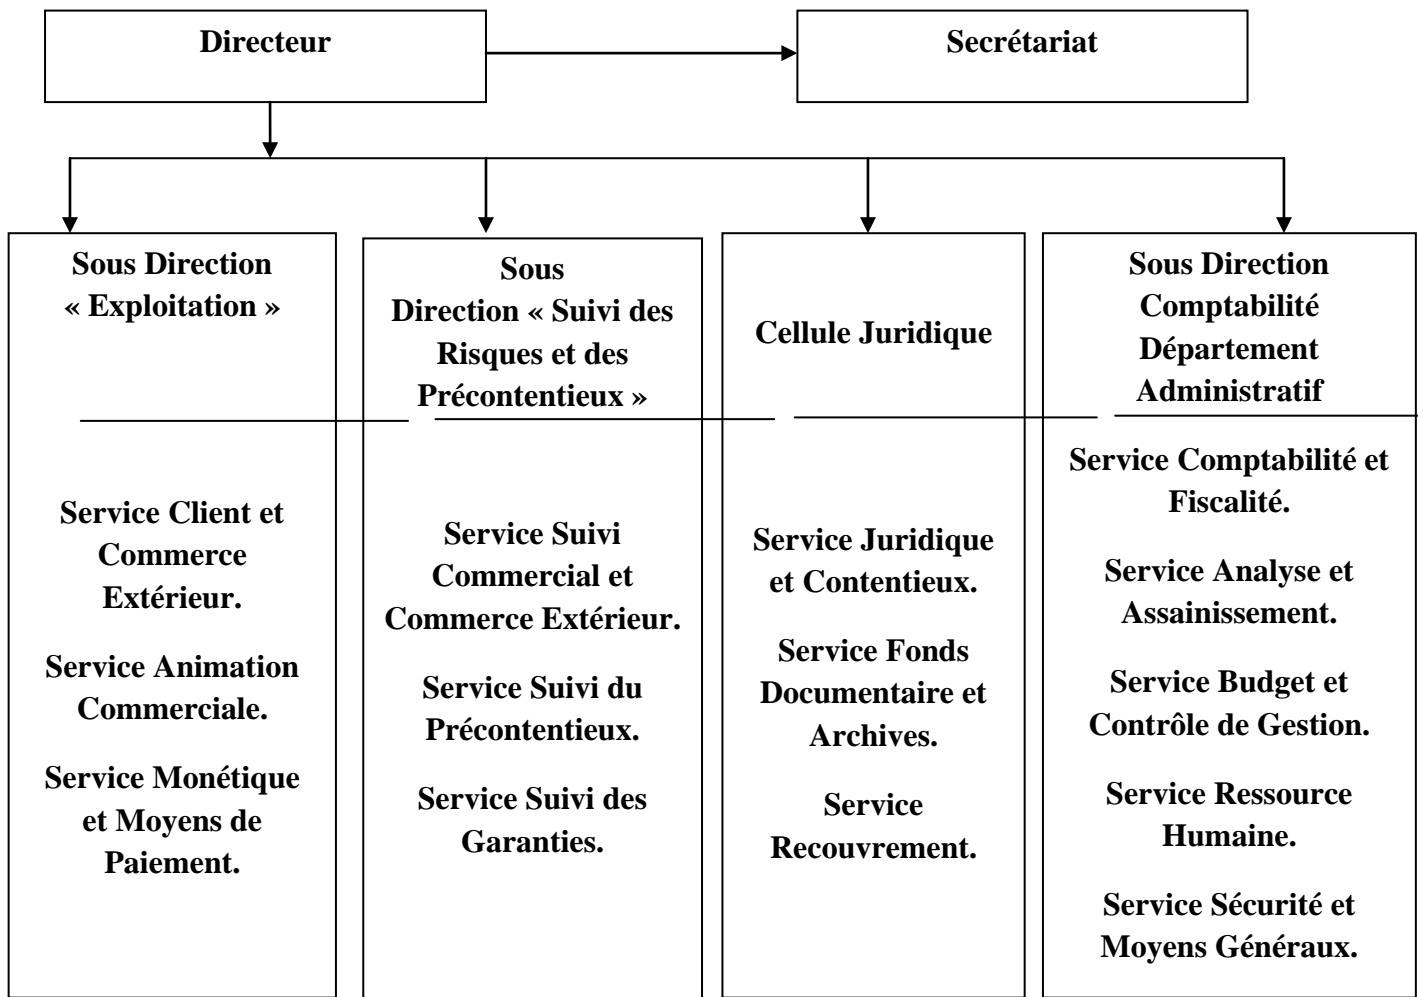 Directeur
Secrétariat
Sous Direction
« Exploitation »
Service Client et
Commerce
Extérieur.
Service Animation
Commerciale.
Service Monétique
et Moyens de
Paiement.
Sous
Direction « Suivi des
Risques et des
Précontentieux »
Service Suivi
Commercial et
Commerce Extérieur.
Service Suivi du
Précontentieux.
Service Suivi des
Garanties.
Cellule Juridique
Service Juridique
et Contentieux.
Service Fonds
Documentaire et
Archives.
Service
Recouvrement.
Sous Direction
Comptabilité
Département
Administratif
Service Comptabilité et
Fiscalité.
Service Analyse et
Assainissement.
Service Budget et
Contrôle de Gestion.
Service Ressource
Humaine.
Service Sécurité et
Moyens Généraux.